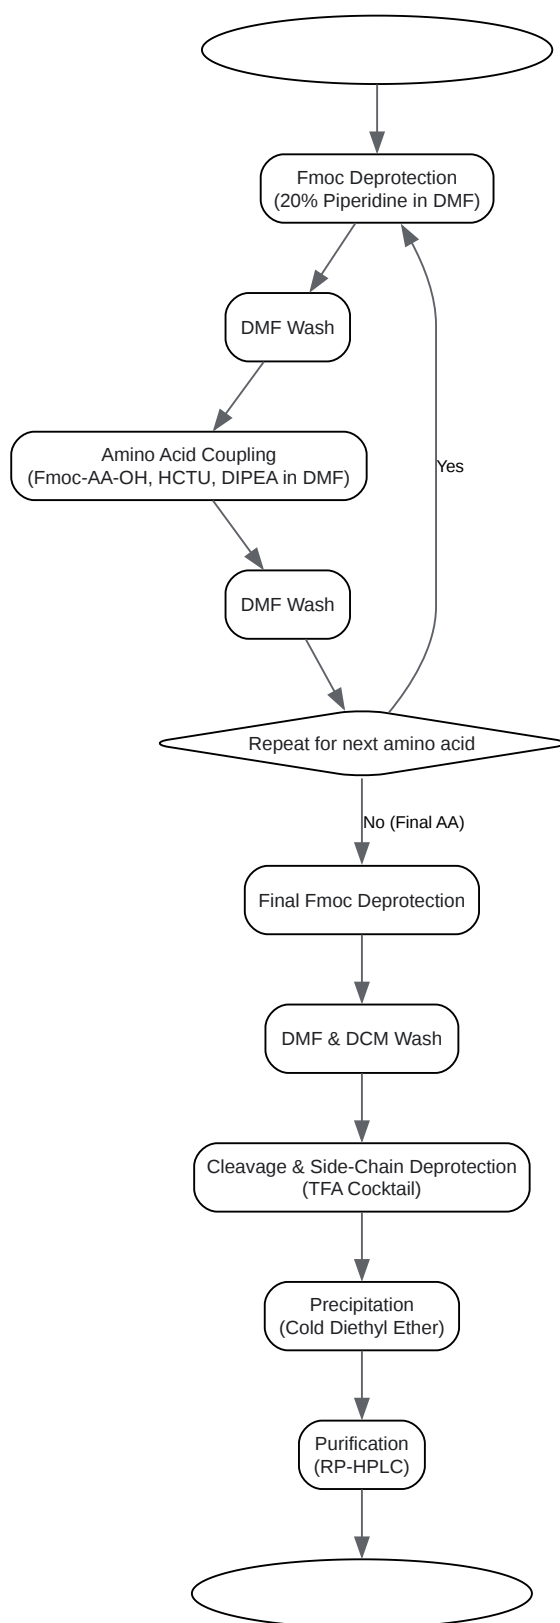 Fmoc Deprotection
(20% Piperidine in DMF)
DMF Wash
Amino Acid Coupling
(Fmoc-AA-OH, HCTU, DIPEA in DMF)
Yes
DMF Wash
Repeat for next amino acid
No (Final AA)
Final Fmoc Deprotection
DMF & DCM Wash
Cleavage & Side-Chain Deprotection
(TFA Cocktail)
Precipitation
(Cold Diethyl Ether)
Purification
(RP-HPLC)